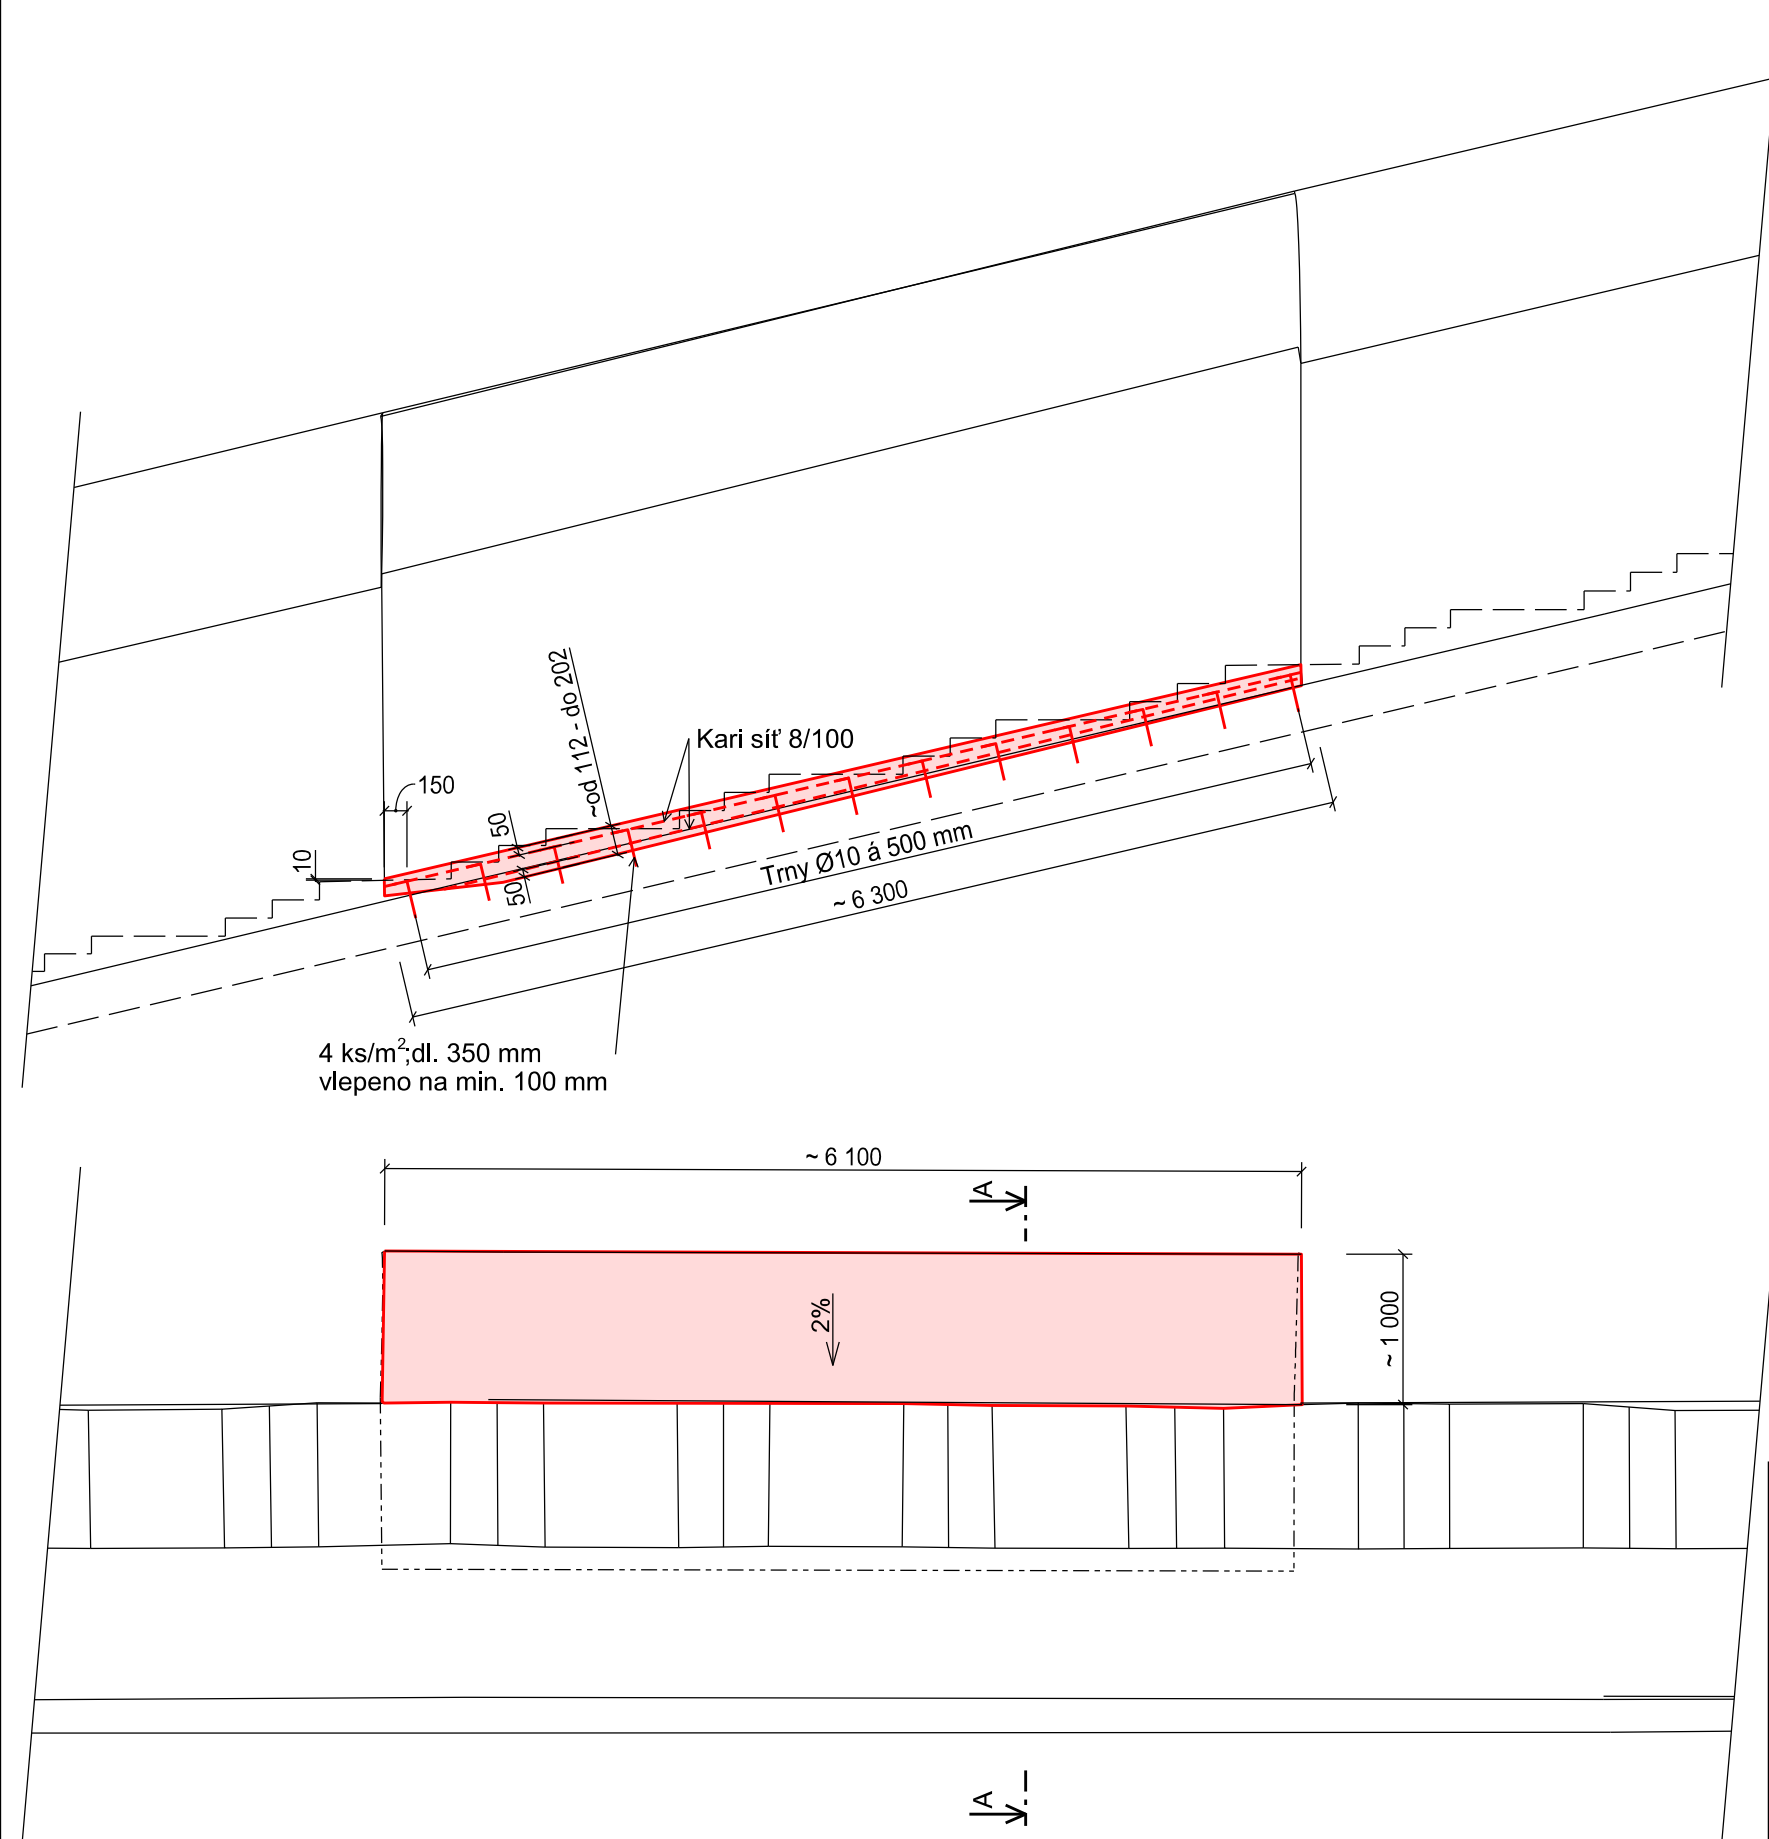 ~od 112 - do 202
Kari síť 8/100
150
50
10
50
Trny Ø10 á 500 mm
~ 6 300
4 ks/m²;dl. 350 mm
vlepeno na min. 100 mm
~ 6 100
A
2%
~ 1 000
A